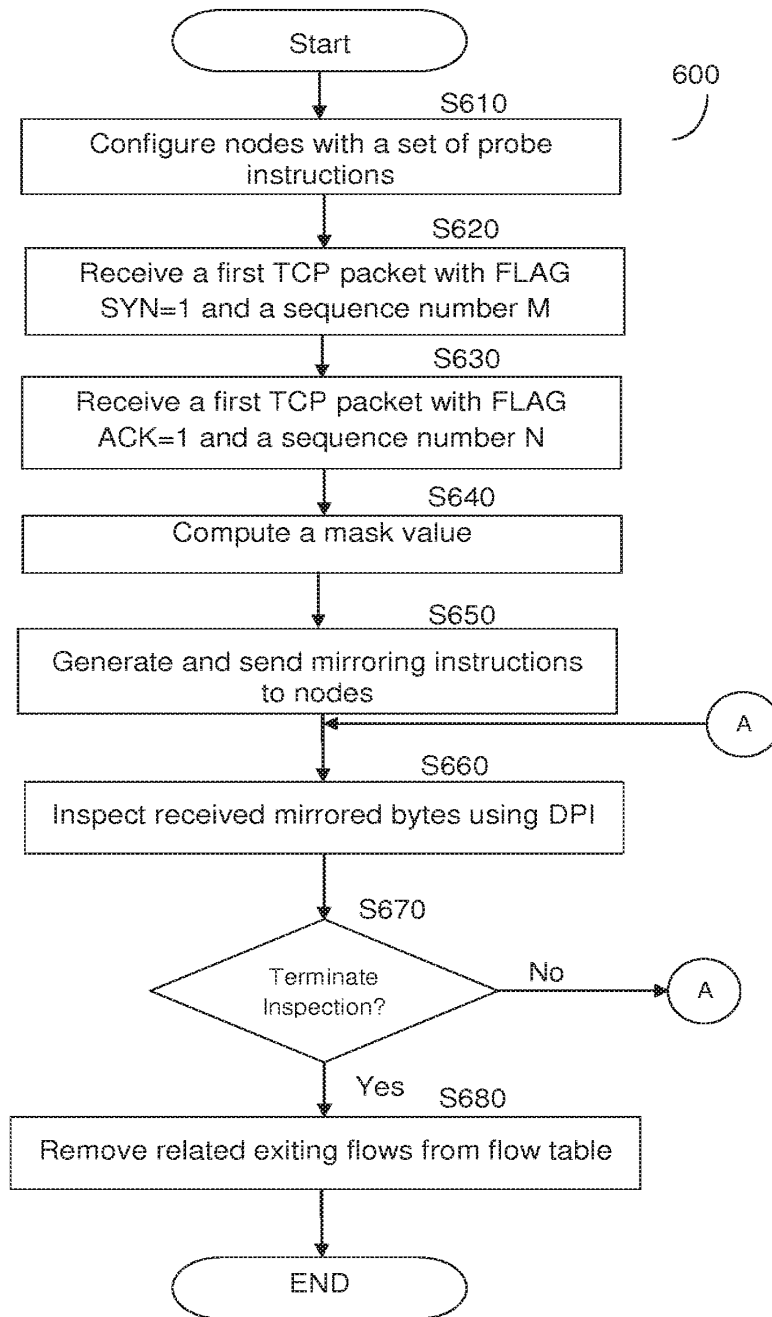 Start
600
S610
Configure nodes with a set of probe
instructions
S620
Receive a first TCP packet with FLAG
SYN=1 and a sequence number M
S630
Receive a first TCP packet with FLAG
ACK=1 and a sequence number N
S640
Compute a mask value
S650
Generate and send mirroring instructions
to nodes
A
S660
Inspect received mirrored bytes using DPI
S670
Terminate
Inspection?
No
A
Yes
S680
Remove related exiting flows from flow table
END